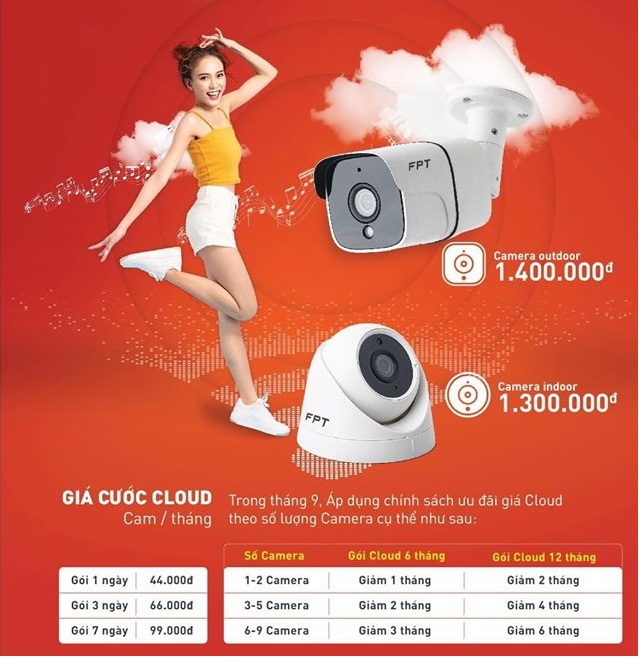 FPT
Camera outdoor
1.400.000đ
Camera indoor
1.300.000đ
FPT
GIÁ CƯỚC CLOUD
Cam / tháng
Trong tháng 9, Áp dụng chính sách ưu đãi giá Cloud
theo số lượng Camera cụ thể như sau:
Số Camera Gói Cloud 6 tháng Gói Cloud 12 tháng
Gói 1 ngày 44.000đ 1-2 Camera Giảm 1 tháng Giảm 2 tháng
Gói 3 ngày 66.000đ 3-5 Camera Giảm 2 tháng Giảm 4 tháng
Gói 7 ngày 99.000đ 6-9 Camera Giảm 3 tháng Giảm 6 tháng